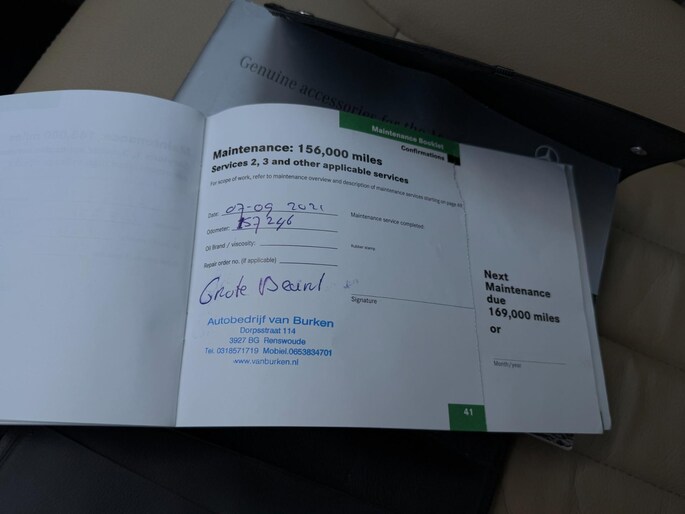 Genuine accessories for the M
Maintenance Booklet
Confirmations
Maintenance: 156,000 miles
Services 2, 3 and other applicable services
For scope of work, refer to maintenance overview and description of maintenance services starting on page
Date: 07-09 2021
Odometer: 157246
Oil Brand / viscosity:
Repair order no. (if applicable)
Maintenance service completed:
Rubber stamp
Signature
Grote Beurt
Autobedrijf van Burken
Dorpsstraat 114
3927 BG Renswoude
Tel. 0318571719 Mobiel.0653834701
www.vanburken.nl
Next
Maintenance
due
169,000 miles
or
Month/year
41